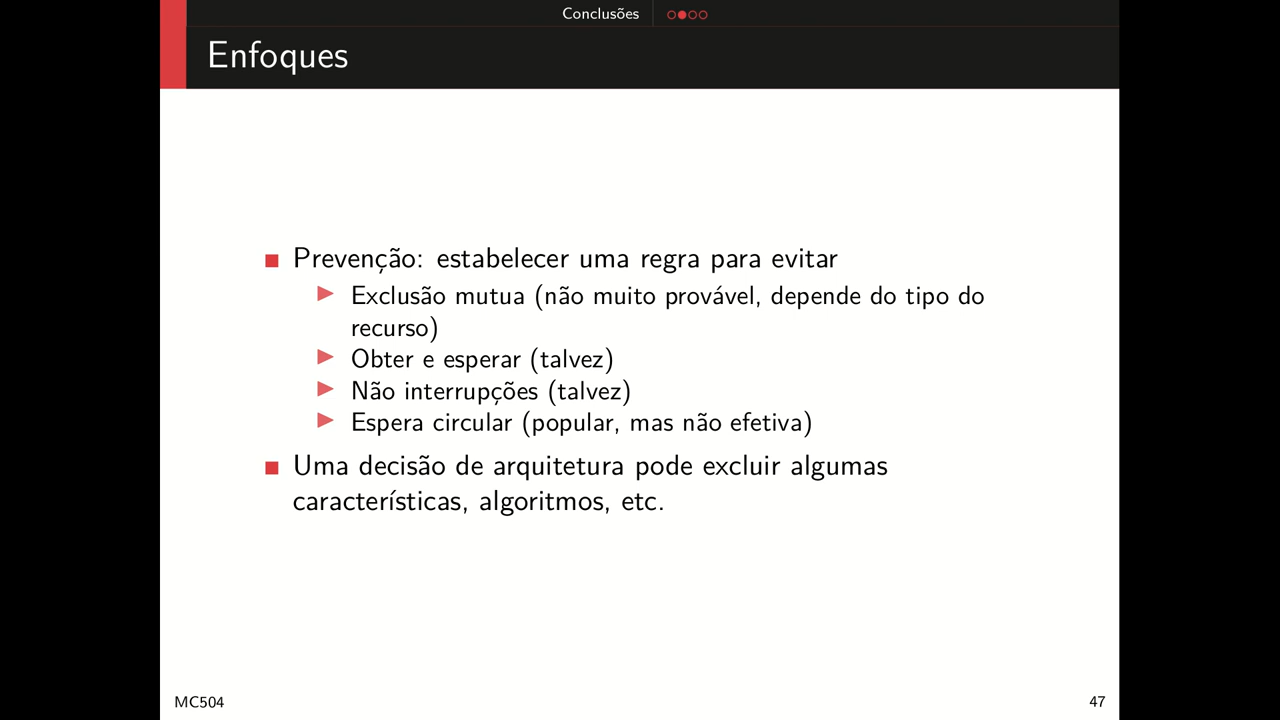 Conclusões
Enfoques
Prevenção: estabelecer uma regra para evitar
Exclusão mutua (não muito provável, depende do tipo do
recurso)
Obter e esperar (talvez)
Não interrupções (talvez)
Espera circular (popular, mas não efetiva)
Uma decisão de arquitetura pode excluir algumas
características, algoritmos, etc.
MC504
47